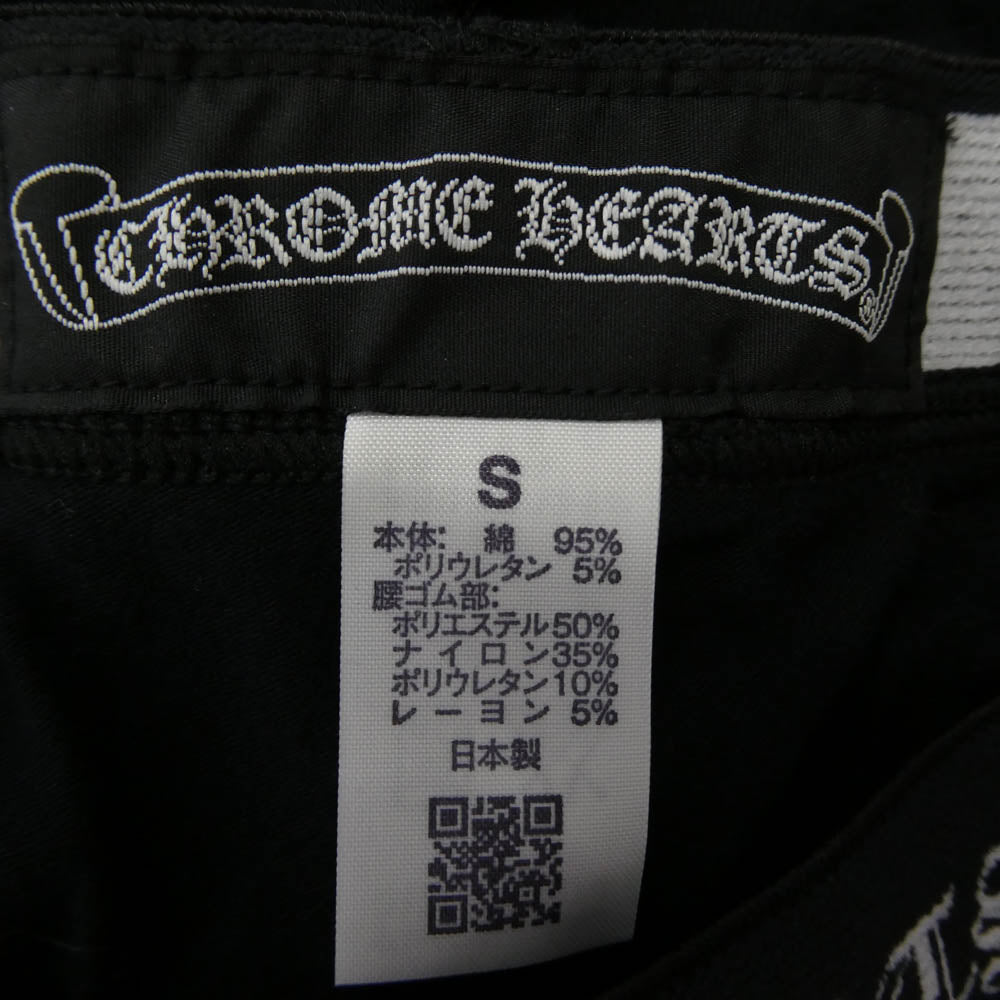 CHROME HEARTS®
S
本体: 綿 95%
ポリウレタン 5%
腰ゴム部:
ポリエステル50%
ナイロン35%
ポリウレタン10%
レーヨン 5%
日本製